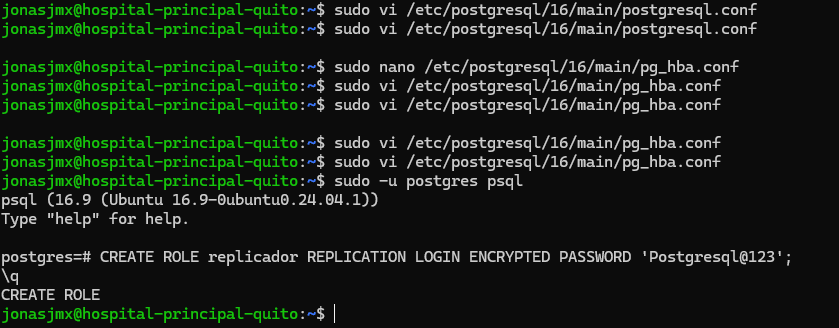 jonasjmx@hospital-principal-quito:~$ sudo vi /etc/postgresql/16/main/postgresql.conf
jonasjmx@hospital-principal-quito:~$ sudo vi /etc/postgresql/16/main/postgresql.conf
jonasjmx@hospital-principal-quito:~$ sudo nano /etc/postgresql/16/main/pg_hba.conf
jonasjmx@hospital-principal-quito:~$ sudo vi /etc/postgresql/16/main/pg_hba.conf
jonasjmx@hospital-principal-quito:~$ sudo vi /etc/postgresql/16/main/pg_hba.conf
jonasjmx@hospital-principal-quito:~$ sudo vi /etc/postgresql/16/main/pg_hba.conf
jonasjmx@hospital-principal-quito:~$ sudo vi /etc/postgresql/16/main/pg_hba.conf
jonasjmx@hospital-principal-quito:~$ sudo -u postgres psql
psql (16.9 (Ubuntu 16.9-0ubuntu0.24.04.1))
Type "help" for help.
postgres=# CREATE ROLE replicador REPLICATION LOGIN ENCRYPTED PASSWORD 'Postgresql@123';
\q
CREATE ROLE
jonasjmx@hospital-principal-quito:~$